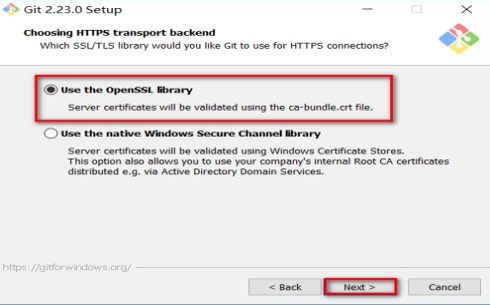 Git 2.23.0 Setup
Choosing HTTPS transport backend
Which SSL/TLS library would you like Git to use for HTTPS connections?
Use the OpenSSL library
Server certificates will be validated using the ca-bundle.crt file.
Use the native Windows Secure Channel library
Server certificates will be validated using Windows Certificate Stores.
This option also allows you to use your company's internal Root CA certificates
distributed e.g. via Active Directory Domain Services.
https://gitforwindows.org/
< Back
Next >
Cancel